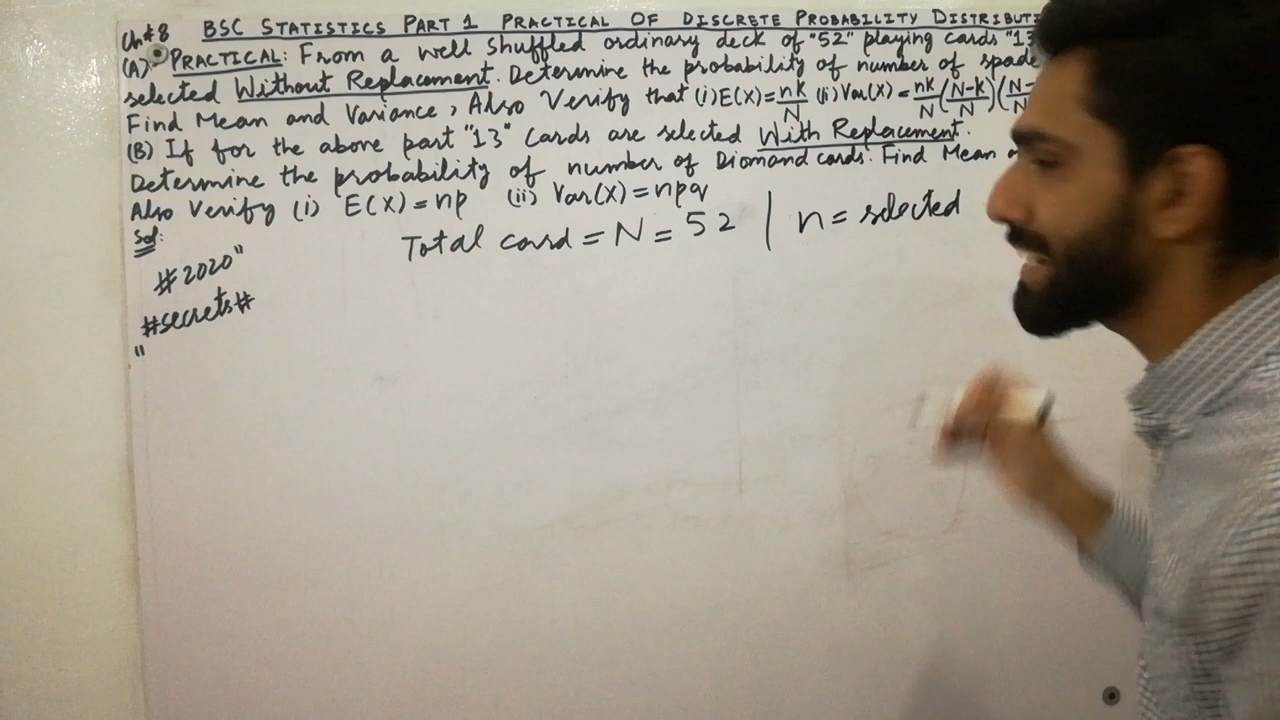 Ch#8 BSC STATISTICS PART 1 PRACTICAL OF DISCRETE PROBABILITY DISTRIBUTI
(A) PRACTICAL: From a well shuffled ordinary deck of "52" playing cards "13
selected Without Replacement. Determine the probability of number of spade
Find Mean and Variance, Also Verify that (i) E(X)=nk/N (ii) Var(X)=nk/N(N-k/N)(N-/N
(B) If for the above part "13" Cards are selected With Replacement.
Determine the probability of number of Diomand cards. Find Mean
Also Verify (i) E(X)=np (ii) Var(X)=npq
Sol:
Total card = N = 52 | n = selected
#2020"
#secrets#
"